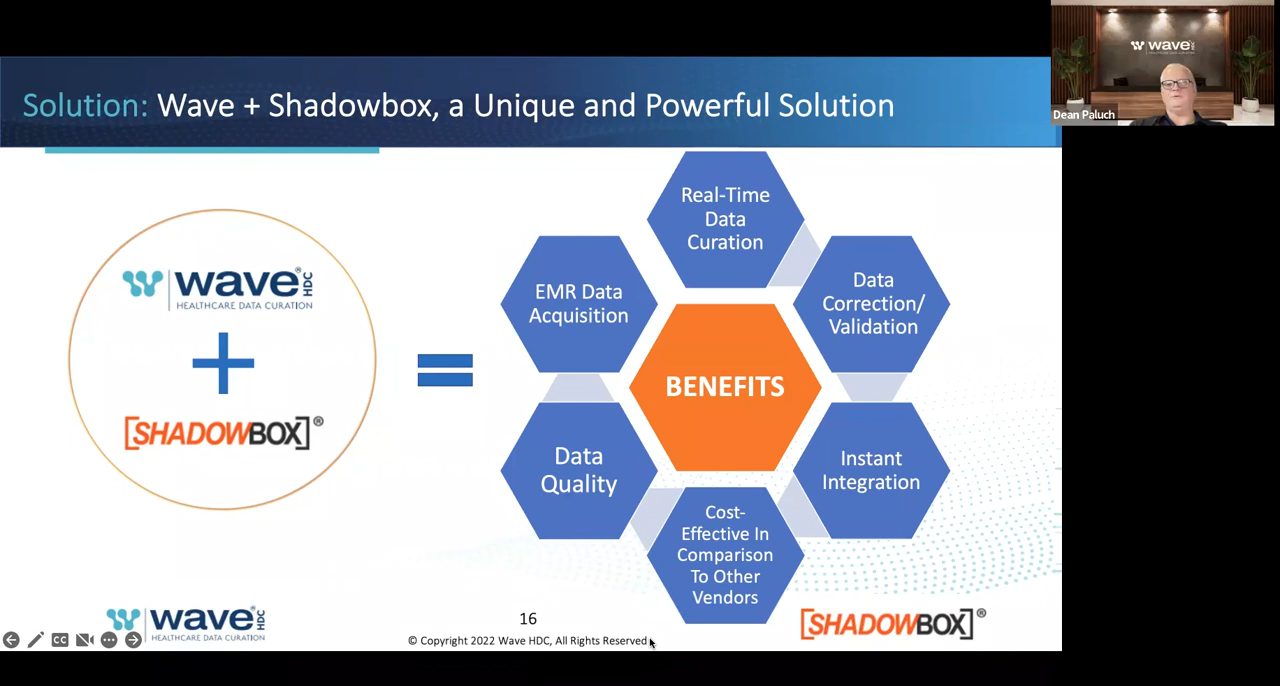 Solution: Wave + Shadowbox, a Unique and Powerful Solution
wave
Dean Paluch
wave® HDC
HEALTHCARE DATA CURATION
+
[SHADOWBOX]®
=
BENEFITS
Real-Time
Data
Curation
Data
Correction/
Validation
Instant
Integration
Cost-
Effective In
Comparison
To Other
Vendors
Data
Quality
EMR Data
Acquisition
wave HDC
HEALTHCARE DATA CURATION
16
© Copyright 2022 Wave HDC, All Rights Reserved
[SHADOWBOX]®
CC